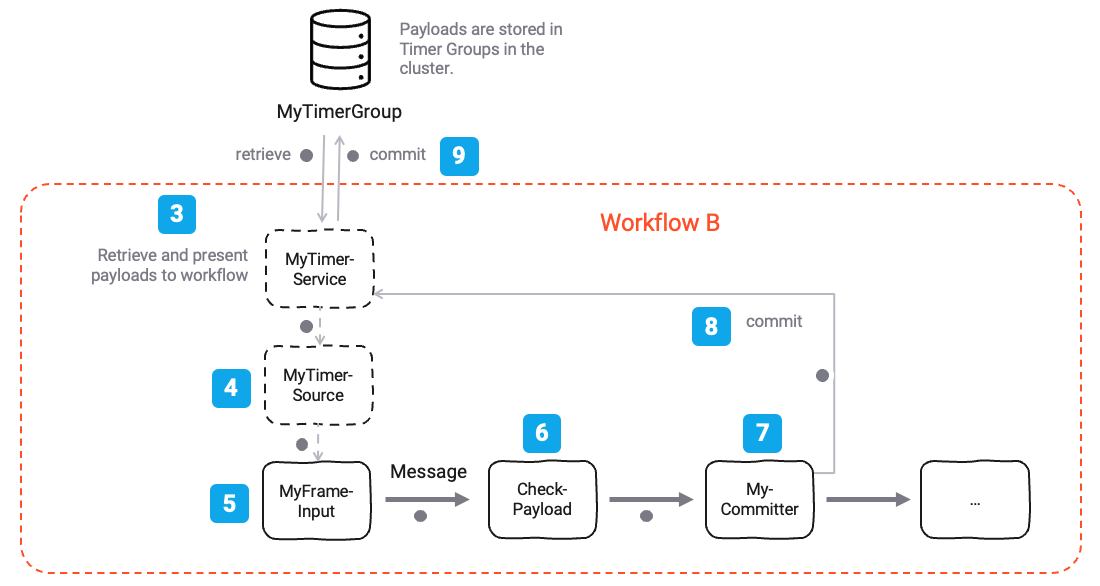 Payloads are stored in
Timer Groups in the
cluster.
MyTimerGroup
retrieve
commit
9
3
Workflow B
Retrieve and present
payloads to workflow
MyTimer-
Service
8
commit
4
MyTimer-
Source
6
7
5
MyFrame-
Input
Message
Check-
Payload
My-
Committer
...